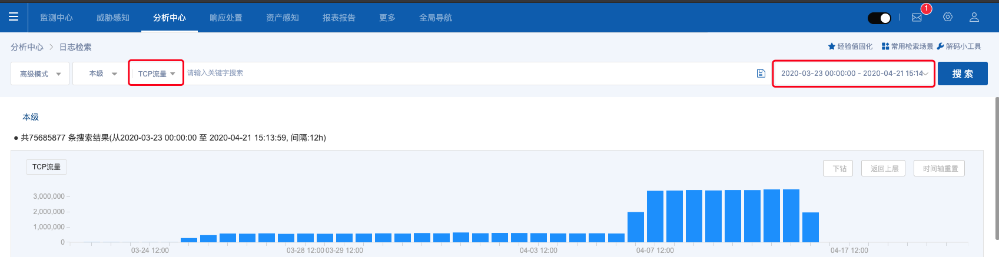 监测中心 威胁感知 分析中心 响应处置 资产感知 报表报告 更多 全局导航 1
分析中心 > 日志检索 经验值固化 常用检索场景 解码小工具
高级模式 本级 TCP流量 请输入关键字搜索 2020-03-23 00:00:00 - 2020-04-21 15:14 搜 索
本级
● 共75685877 条搜索结果(从2020-03-23 00:00:00 至 2020-04-21 15:13:59, 间隔:12h)
TCP流量 下钻 返回上层 时间轴重置
3,000,000
2,000,000
1,000,000
0
03-24 12:00 03-28 12:00 03-29 12:00 04-03 12:00 04-07 12:00 04-17 12:00